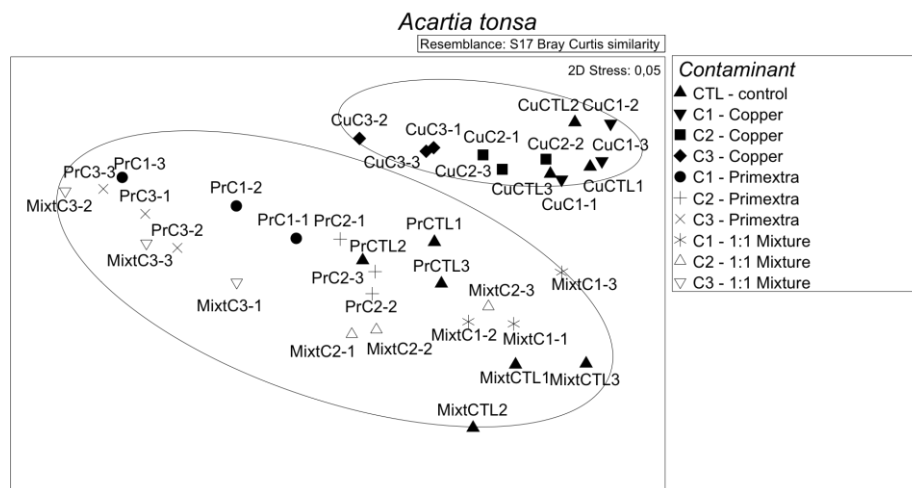 Acartia tonsa
Resemblance: S17 Bray Curtis similarity
2D Stress: 0,05
CuCTL2 CuC1-2
CuC3-2
CuC3-1
CuC2-1
CuC2-2
CuC1-3
CuC3-3
CuC2-3
CuCTL3
CuCTL1
CuC1-1
PrC3-3
PrC1-3
MixtC3-2
PrC3-1
PrC1-2
PrC3-2
PrC1-1
PrC2-1
PrCTL1
PrCTL2
MixtC3-3
PrC2-3
PrCTL3
MixtC1-3
MixtC3-1
MixtC2-3
PrC2-2
MixtC1-2
MixtC1-1
MixtC2-1
MixtC2-2
MixtCTL1
MixtCTL3
MixtCTL2
Contaminant
CTL - control
C1 - Copper
C2 - Copper
C3 - Copper
C1 - Primextra
C2 - Primextra
C3 - Primextra
C1 - 1:1 Mixture
C2 - 1:1 Mixture
C3 - 1:1 Mixture